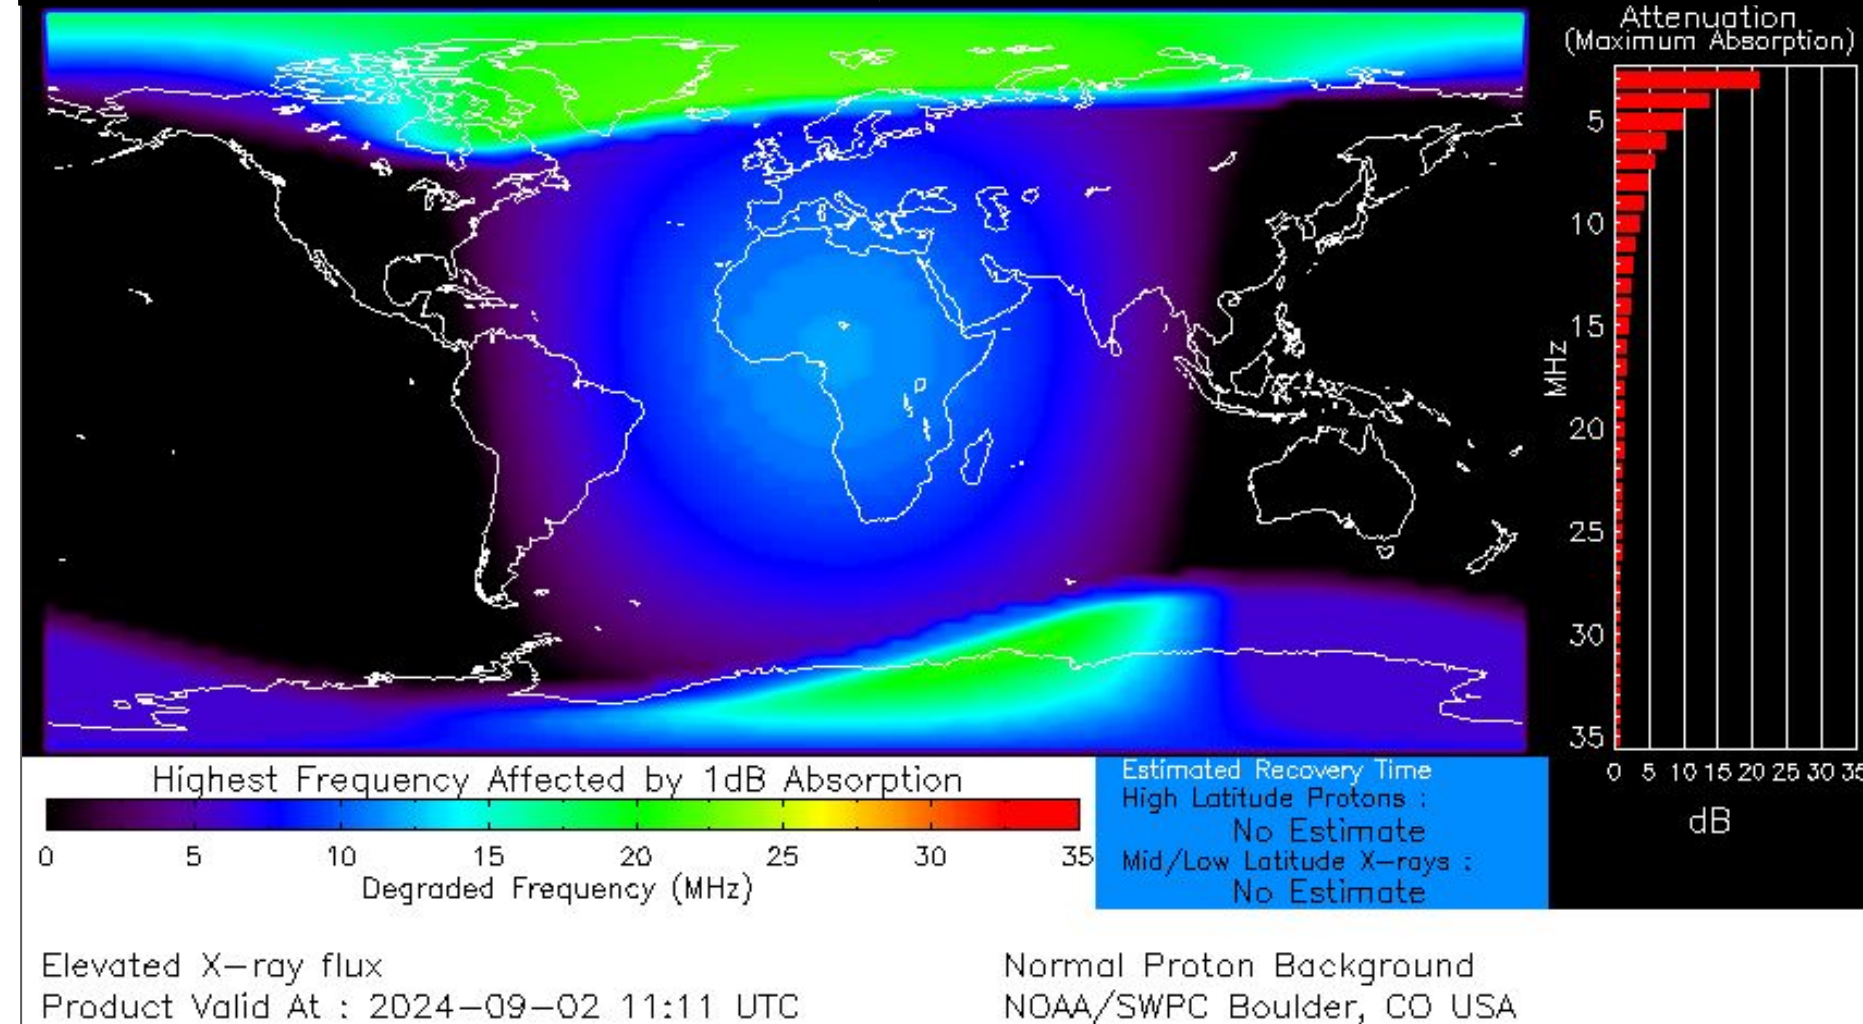 Attenuation
(Maximum Absorption)
5
10
15
20
25
30
35
MHz
0 5 10 15 20 25 30 35
dB
Highest Frequency Affected by 1dB Absorption
0 5 10 15 20 25 30 35
Degraded Frequency (MHz)
Estimated Recovery Time
High Latitude Protons :
No Estimate
Mid/Low Latitude X-rays :
No Estimate
Elevated X-ray flux
Normal Proton Background
Product Valid At : 2024-09-02 11:11 UTC
NOAA/SWPC Boulder, CO USA